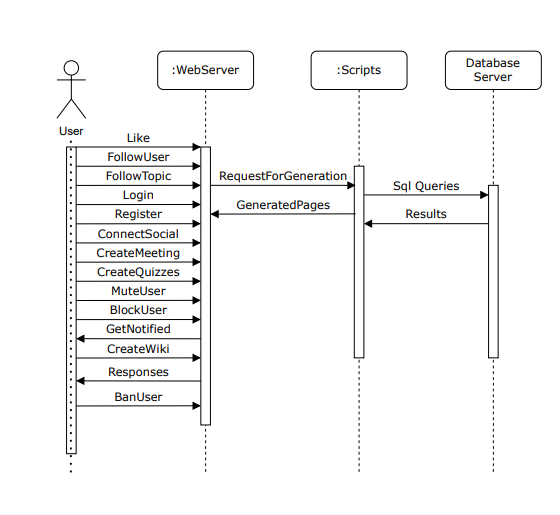 :WebServer
:Scripts
Database
Server
User
Like
FollowUser
FollowTopic
RequestForGeneration
Sql Queries
Login
GeneratedPages
Results
Register
ConnectSocial
CreateMeeting
CreateQuizzes
MuteUser
BlockUser
GetNotified
CreateWiki
Responses
BanUser